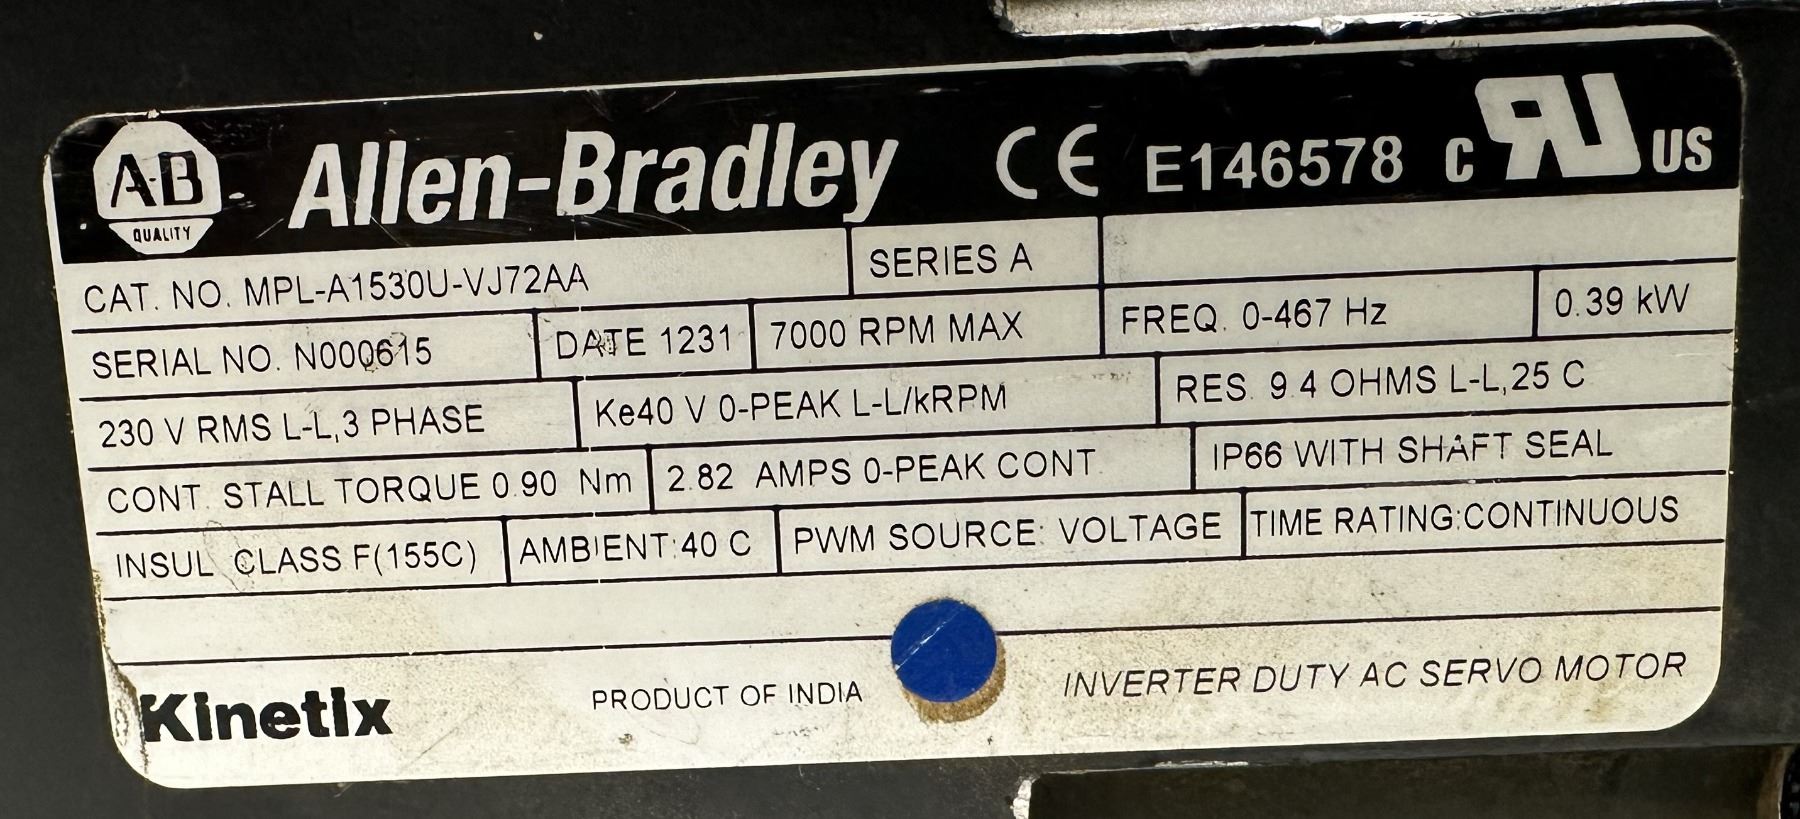 A-B QUALITY
Allen-Bradley CE E146578 C RU US
CAT. NO. MPL-A1530U-VJ72AA SERIES A
SERIAL NO. N000615 DATE 1231 7000 RPM MAX FREQ. 0-467 Hz 0.39 kW
230 V RMS L-L,3 PHASE Ke40 V 0-PEAK L-L/kRPM RES. 9.4 OHMS L-L,25 C
CONT. STALL TORQUE 0.90 Nm 2.82 AMPS 0-PEAK CONT. IP66 WITH SHAFT SEAL
INSUL CLASS F(155C) AMBIENT:40 C PWM SOURCE: VOLTAGE TIME RATING:CONTINUOUS
Kinetix PRODUCT OF INDIA INVERTER DUTY AC SERVO MOTOR